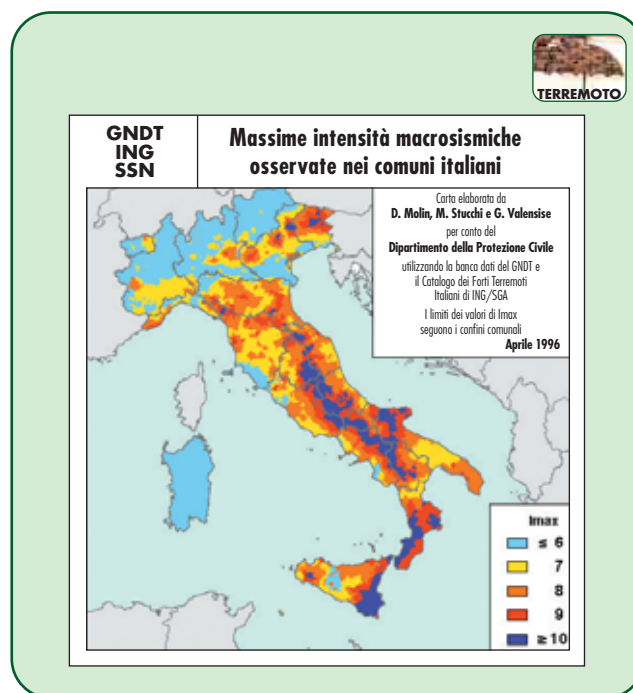 TERREMOTO
GNDT
ING
SSN
Massime intensità macrosismiche
osservate nei comuni italiani
Carta elaborata da
D. Molin, M. Stucchi e G. Valensise
per conto del
Dipartimento della Protezione Civile
utilizzando la banca dati del GNDT e
il Catalogo dei Forti Terremoti
Italiani di ING/SGA
I limiti dei valori di Imax
seguono i confini comunali
Aprile 1996
Imax
≤ 6
7
8
9
≥ 10